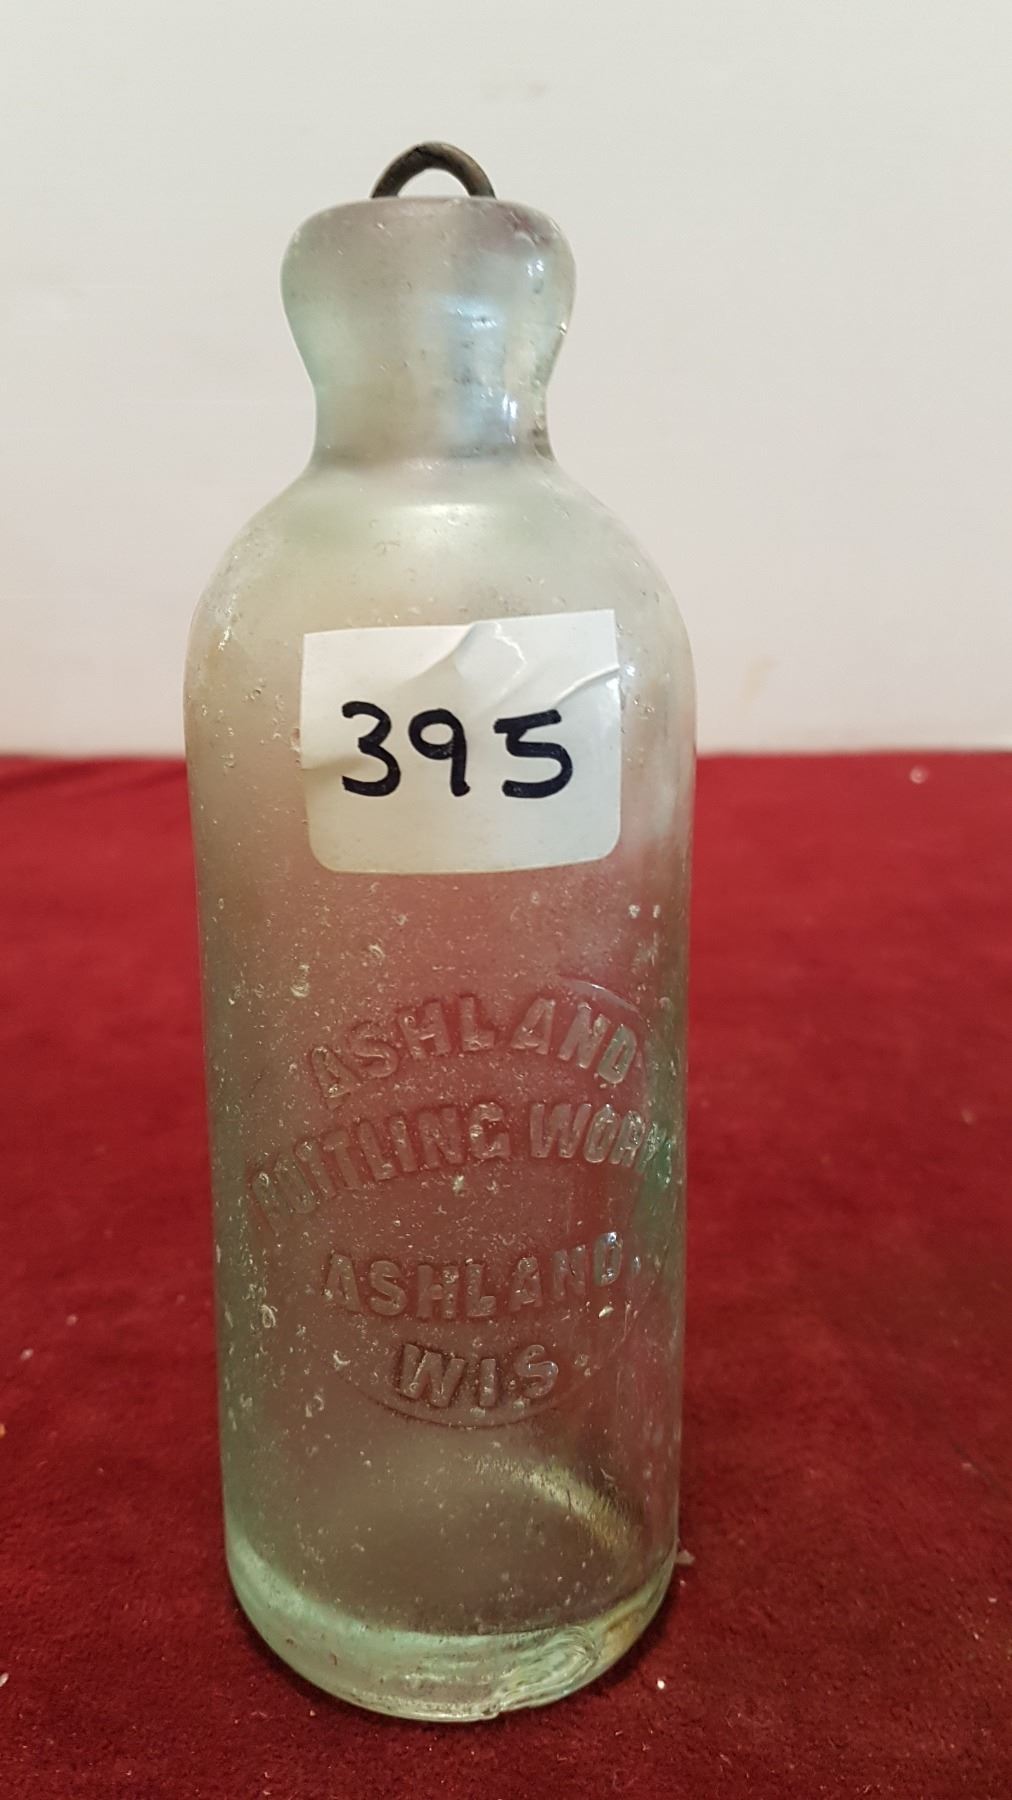 395
ASHLAND
BOTTLING WORKS
ASHLAND,
WIS